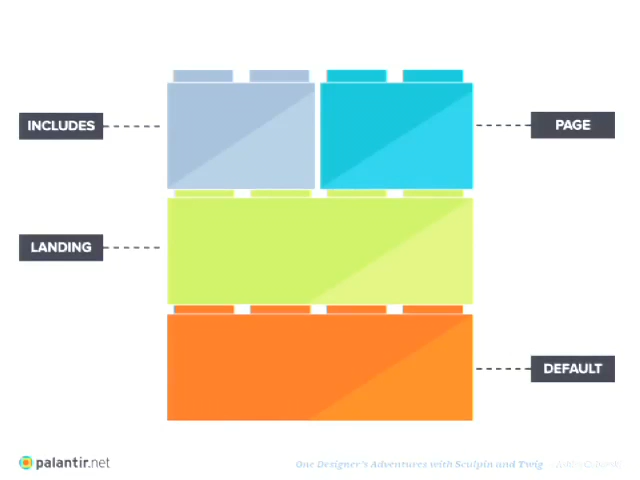 INCLUDES
PAGE
LANDING
DEFAULT
palantir.net
One Designer's Adventures with Sculpin and Twig